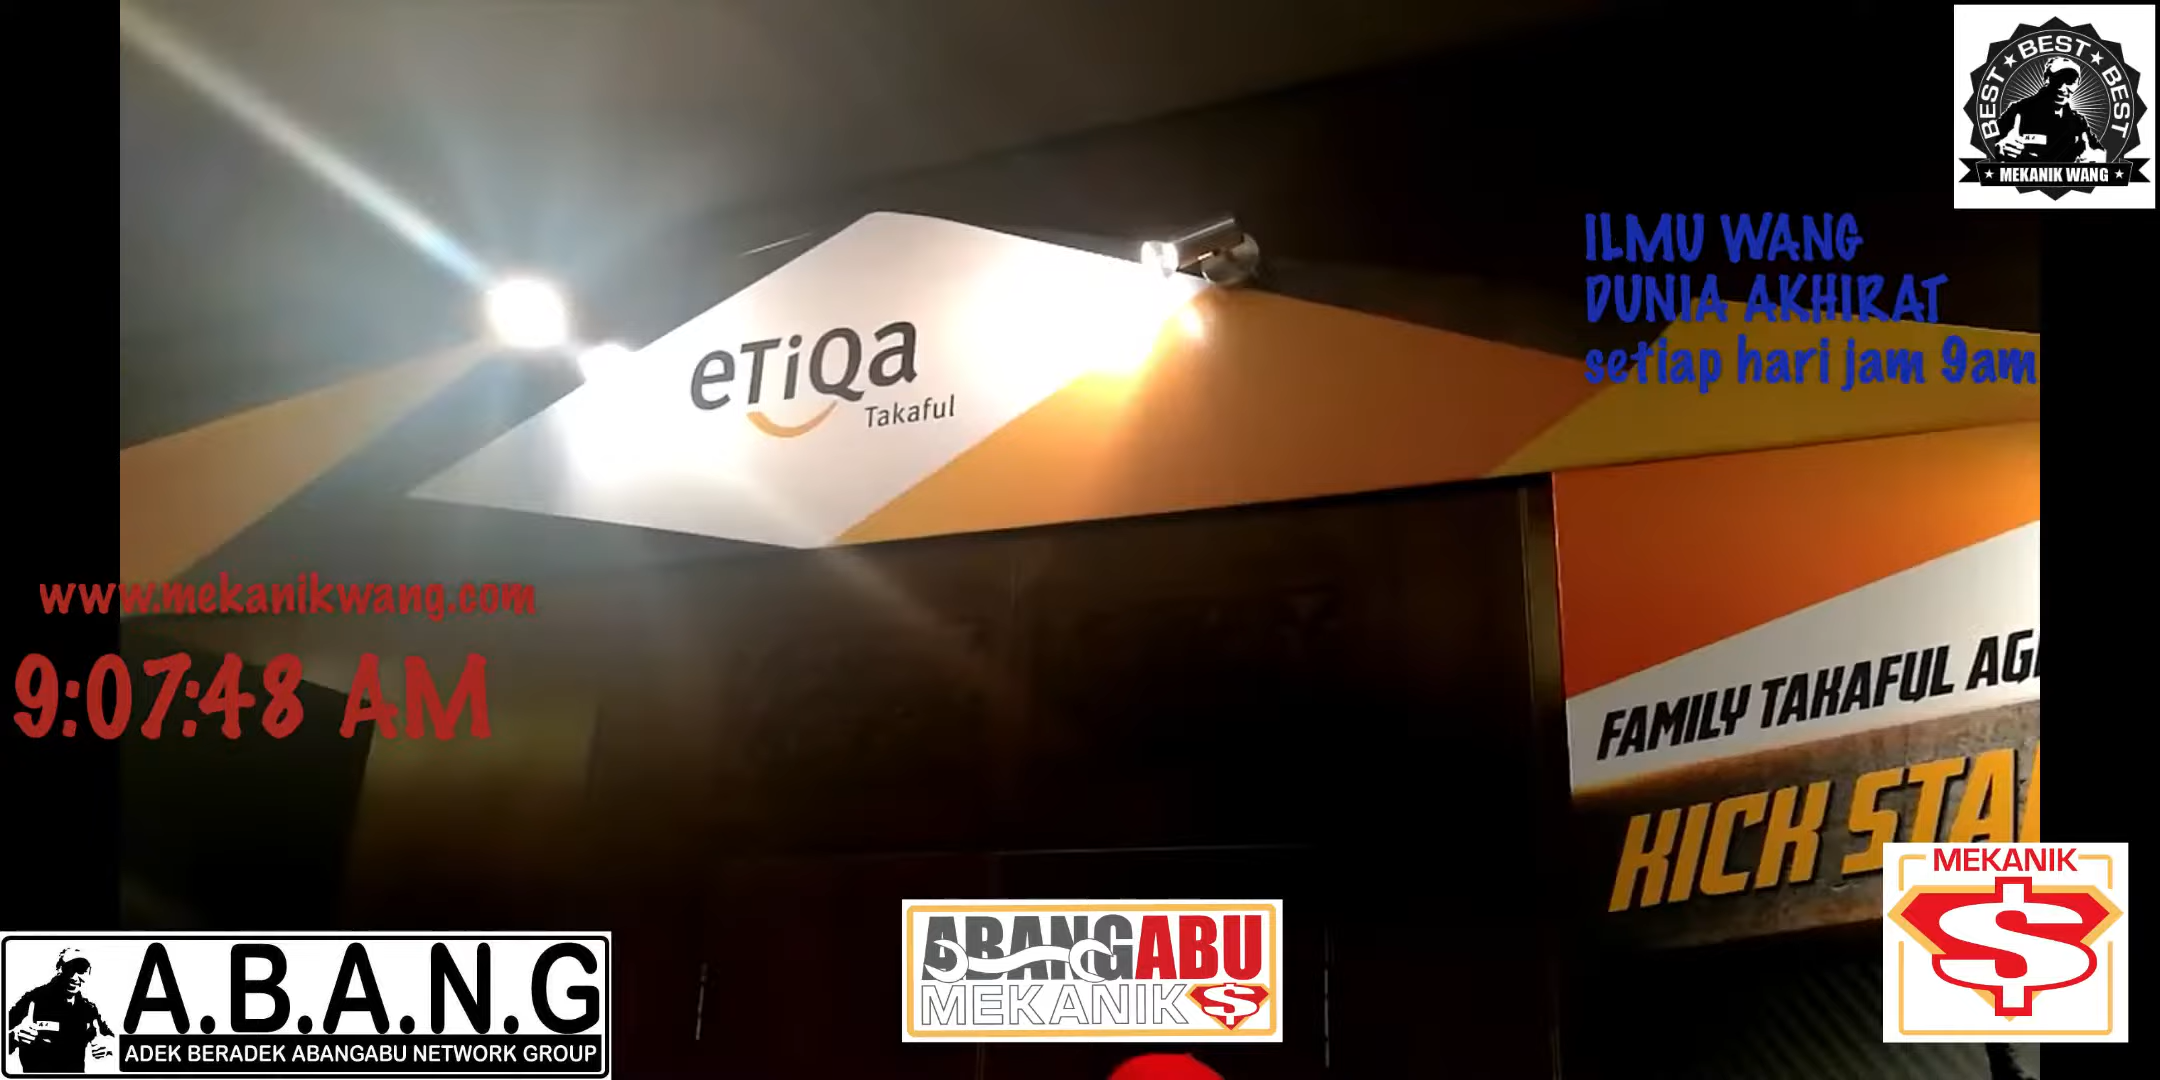 BEST ★ BEST ★ BEST
★ MEKANIK WANG ★
ILMU WANG
DUNIA AKHIRAT
setiap hari jam 9am
eTiQa
Takaful
www.mekanikwang.com
9:07:48 AM
FAMILY TAKAFUL
KICK
MEKANIK
$
ABANGABU
MEKANIK $
A.B.A.N.G
ADEK BERADEK ABANGABU NETWORK GROUP